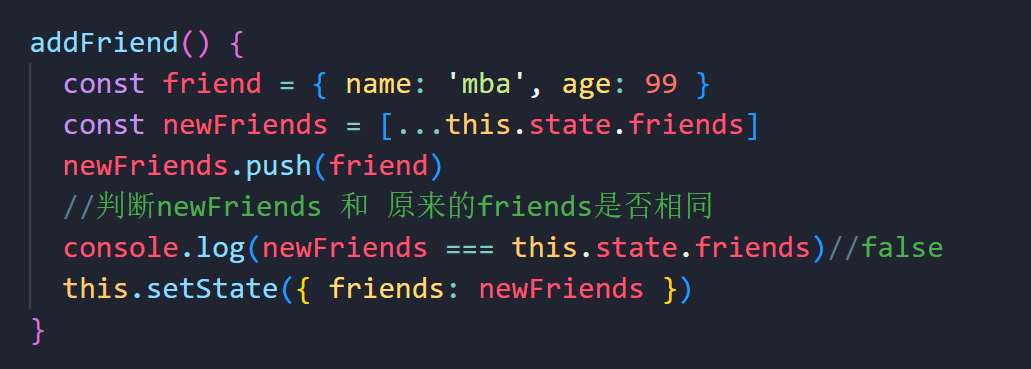 addFriend() {
const friend = { name: 'mba', age: 99 }
const newFriends = [...this.state.friends]
newFriends.push(friend)
//判断newFriends 和 原来的friends是否相同
console.log(newFriends === this.state.friends)//false
this.setState({ friends: newFriends })
}